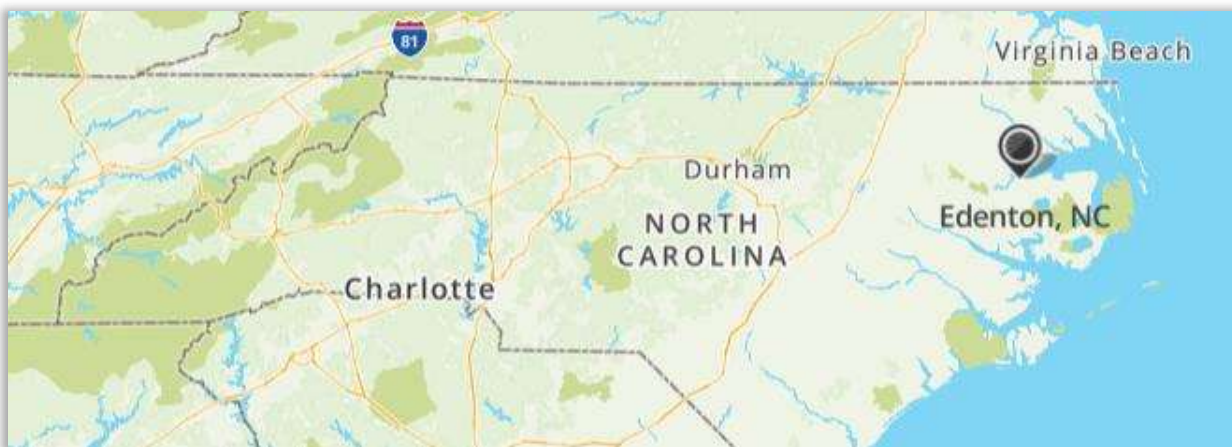 81
Virginia Beach
Durham
Edenton, NC
NORTH
CAROLINA
Charlotte